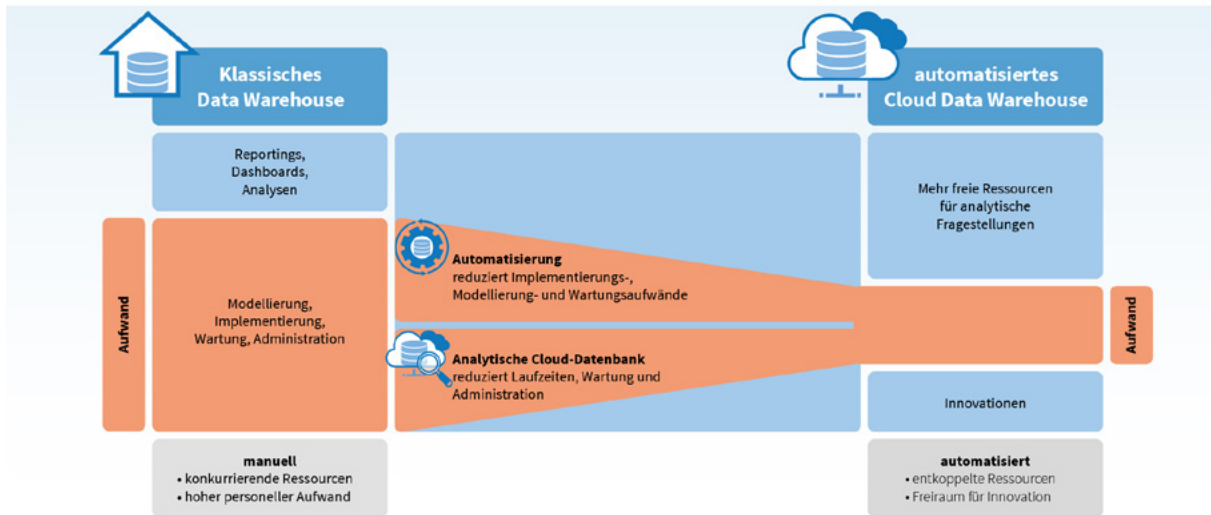 Klassisches
Data Warehouse
automatisiertes
Cloud Data Warehouse
Reportings,
Dashboards,
Analysen
Mehr freie Ressourcen
für analytische
Fragestellungen
Aufwand
Modellierung,
Implementierung,
Wartung, Administration
Automatisierung
reduziert Implementierungs-,
Modellierung- und Wartungsaufwände
Analytische Cloud-Datenbank
reduziert Laufzeiten, Wartung und
Administration
Aufwand
Innovationen
manuell
• konkurrierende Ressourcen
• hoher personeller Aufwand
automatisiert
• entkoppelte Ressourcen
• Freiraum für Innovation